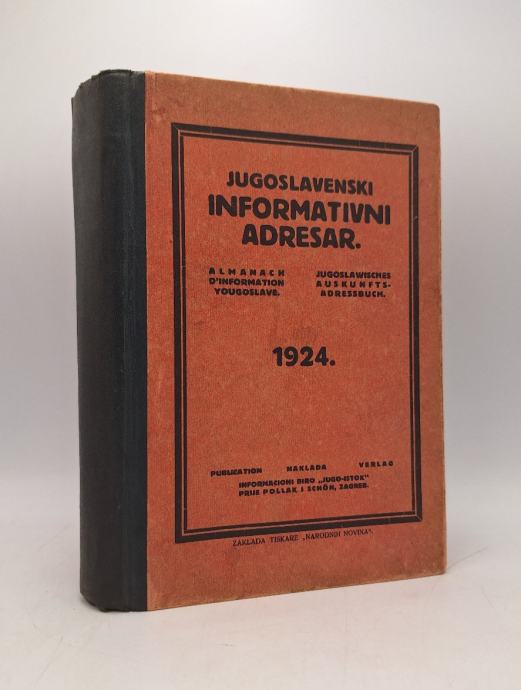 JUGOSLAVENSKI
INFORMATIVNI
ADRESAR.
ALMANACH
D'INFORMATION
YOUGOSLAVE.
JUGOSLAWISCHES
AUSKUNFTS-
ADRESSBUCH.
1924.
PUBLICATION NAKLADA VERLAG
INFORMACIONI BIRO „JUGO-ISTOK"
PRIJE POLLAK I SCHÖN, ZAGREB.
ZAKLADA TISKARE „NARODNIH NOVINA".